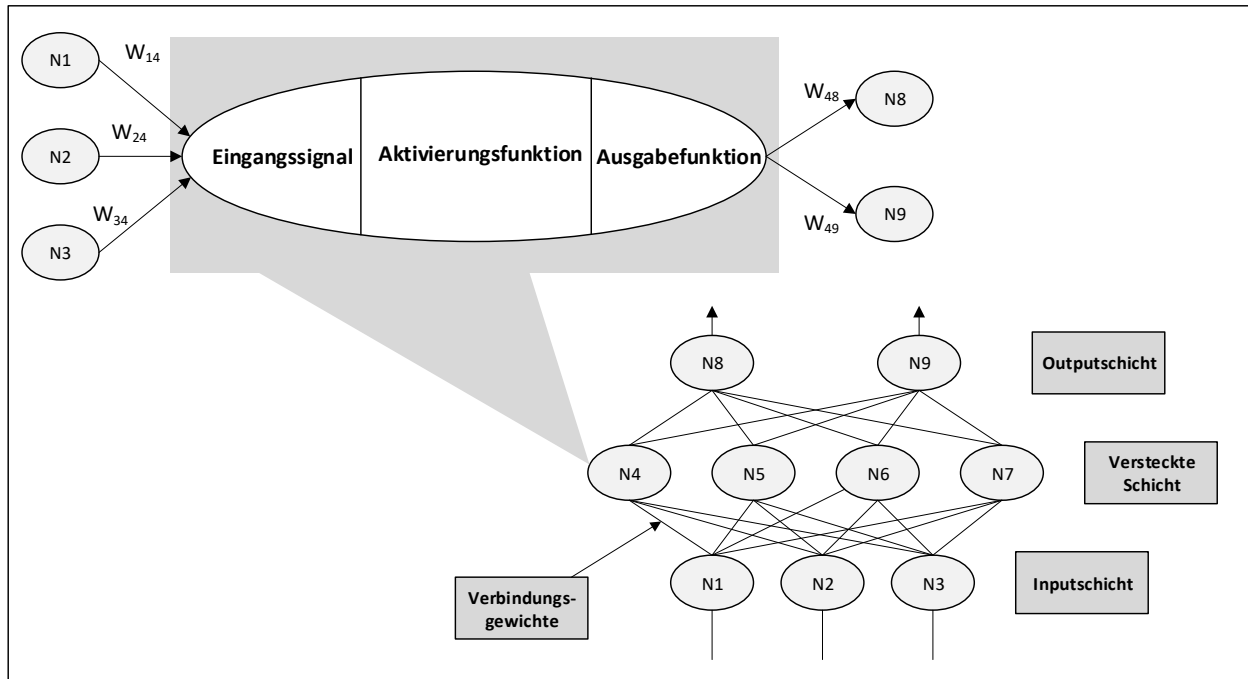 N1
W14
N2
W24
N3
W34
Eingangssignal
Aktivierungsfunktion
Ausgabefunktion
W48
N8
W49
N9
N8
N9
Outputschicht
N4
N5
N6
N7
Versteckte
Schicht
N1
N2
N3
Inputschicht
Verbindungs-
gewichte